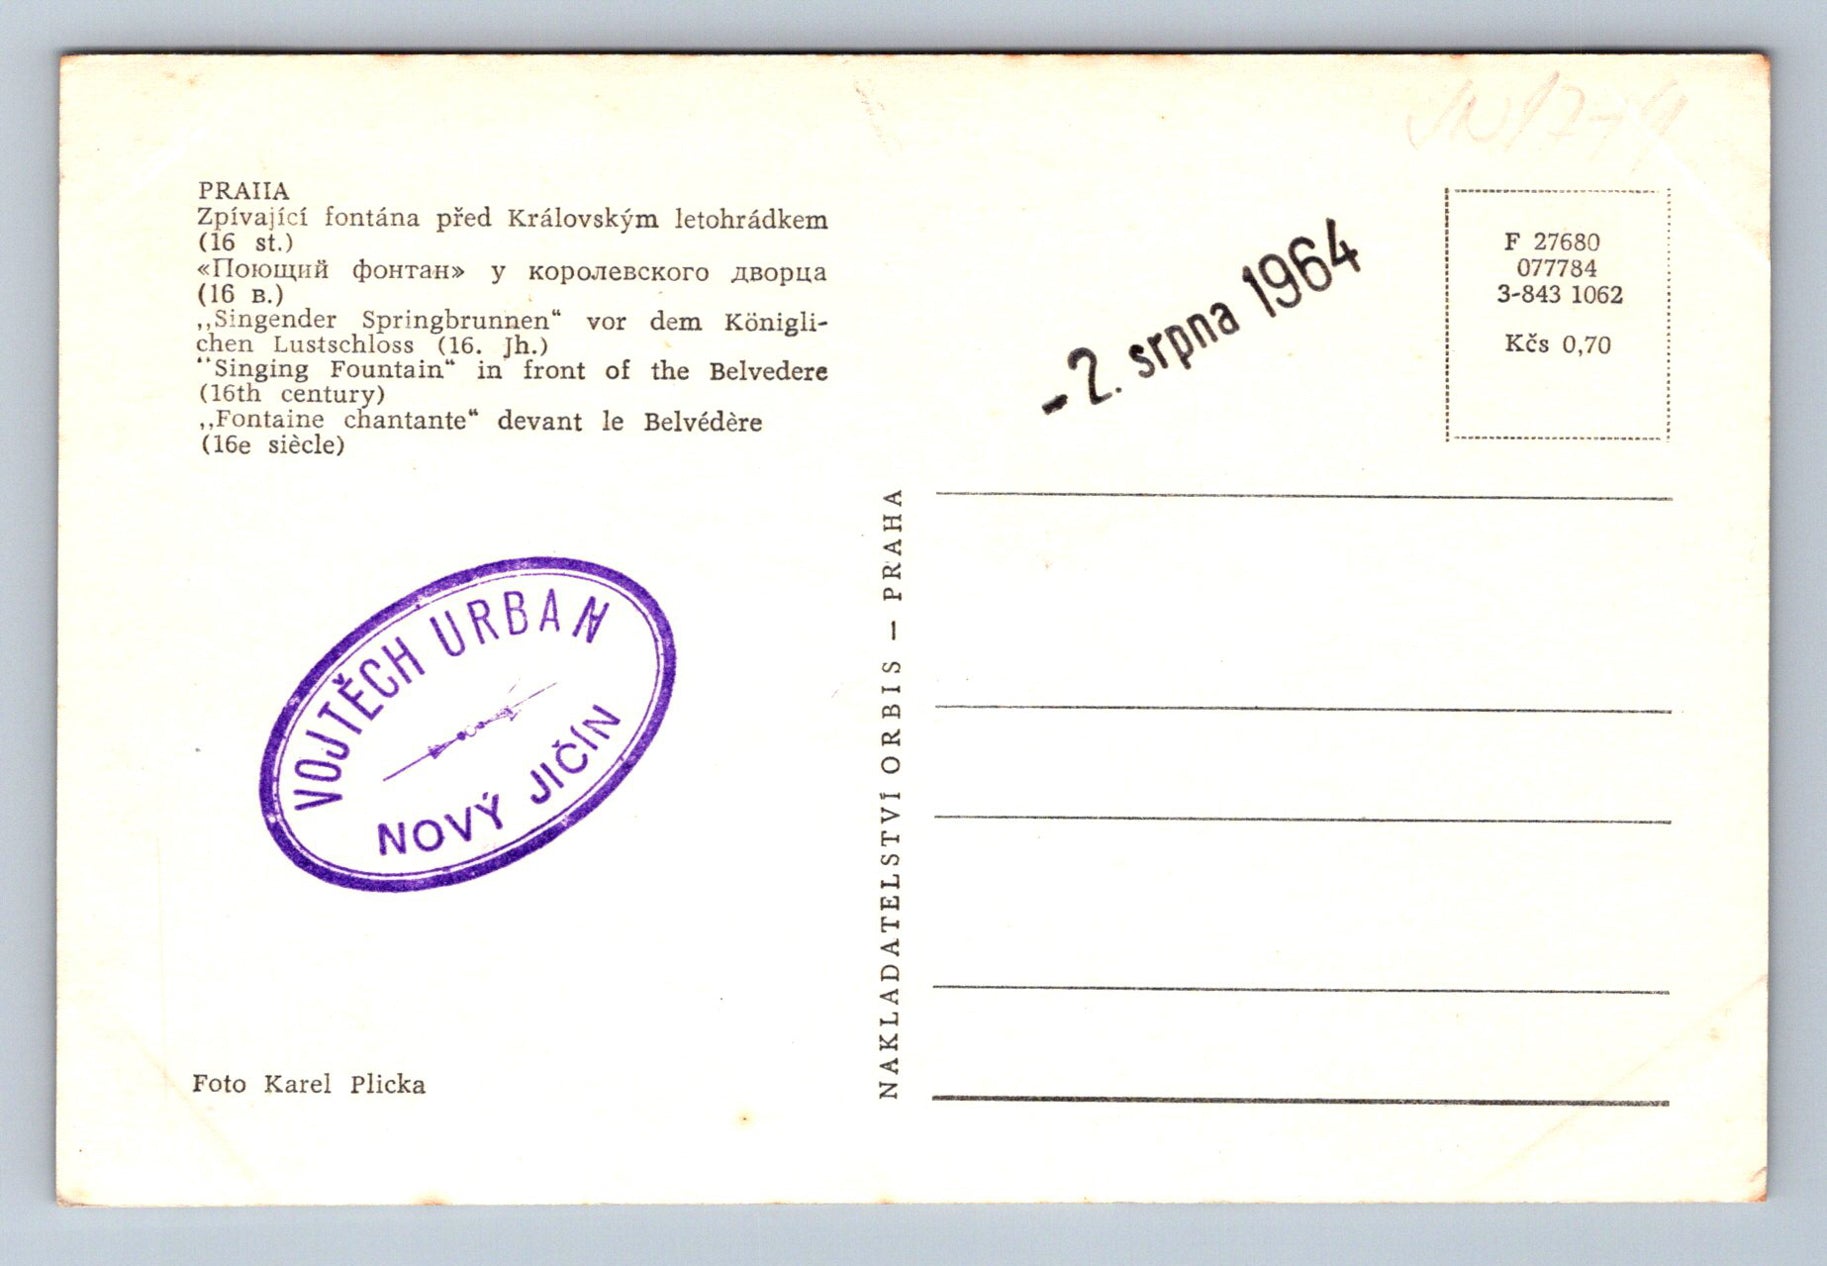 PRAHA
Zpívající fontána před Královským letohrádkem
(16 st.)
«Поющий фонтан» у королевского дворца
(16 в.)
,,Singender Springbrunnen“ vor dem Königli-
chen Lustschloss (16. Jh.)
“Singing Fountain“ in front of the Belvedere
(16th century)
,,Fontaine chantante“ devant le Belvédère
(16e siècle)
VOJTĚCH URBAN
NOVÝ JIČÍN
Foto Karel Plicka
NAKLADATELSTVÍ ORBIS — PRAHA
- 2. srpna 1964
F 27680
077784
3-843 1062
Kčs 0,70